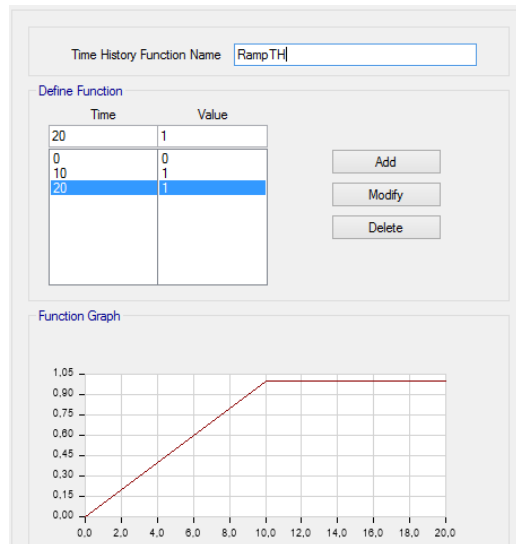 Time History Function Name RampTH
Define Function
Time Value
20 1
0 0
10 1
20 1
Add
Modify
Delete
Function Graph
1,05
0,90
0,75
0,60
0,45
0,30
0,15
0,00
0,0 2,0 4,0 6,0 8,0 10,0 12,0 14,0 16,0 18,0 20,0